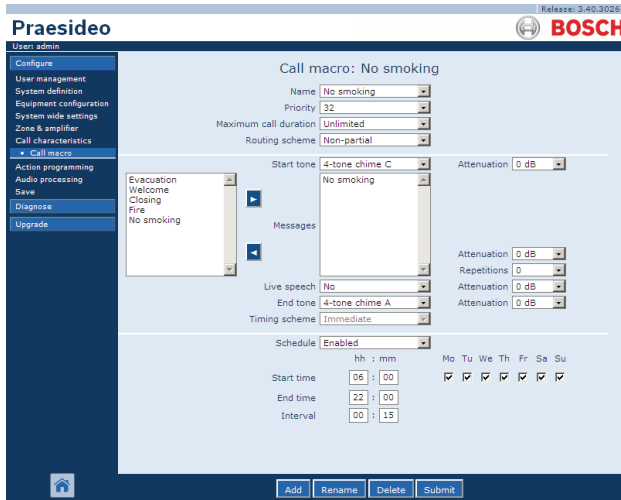 Release: 3.40.3026
Praesideo
BOSCH
User: admin
Configure
User management
System definition
Equipment configuration
System wide settings
Zone & amplifier
Call characteristics
• Call macro
Action programming
Audio processing
Save
Diagnose
Upgrade
Call macro: No smoking
Name No smoking
Priority 32
Maximum call duration Unlimited
Routing scheme Non-partial
Start tone 4-tone chime C Attenuation 0 dB
Evacuation
Welcome
Closing
Fire
No smoking
Messages
No smoking
Attenuation 0 dB
Repetitions 0
Live speech No Attenuation 0 dB
End tone 4-tone chime A Attenuation 0 dB
Timing scheme Immediate
Schedule Enabled
hh : mm Mo Tu We Th Fr Sa Su
Start time 06 : 00
End time 22 : 00
Interval 00 : 15
Add Rename Delete Submit